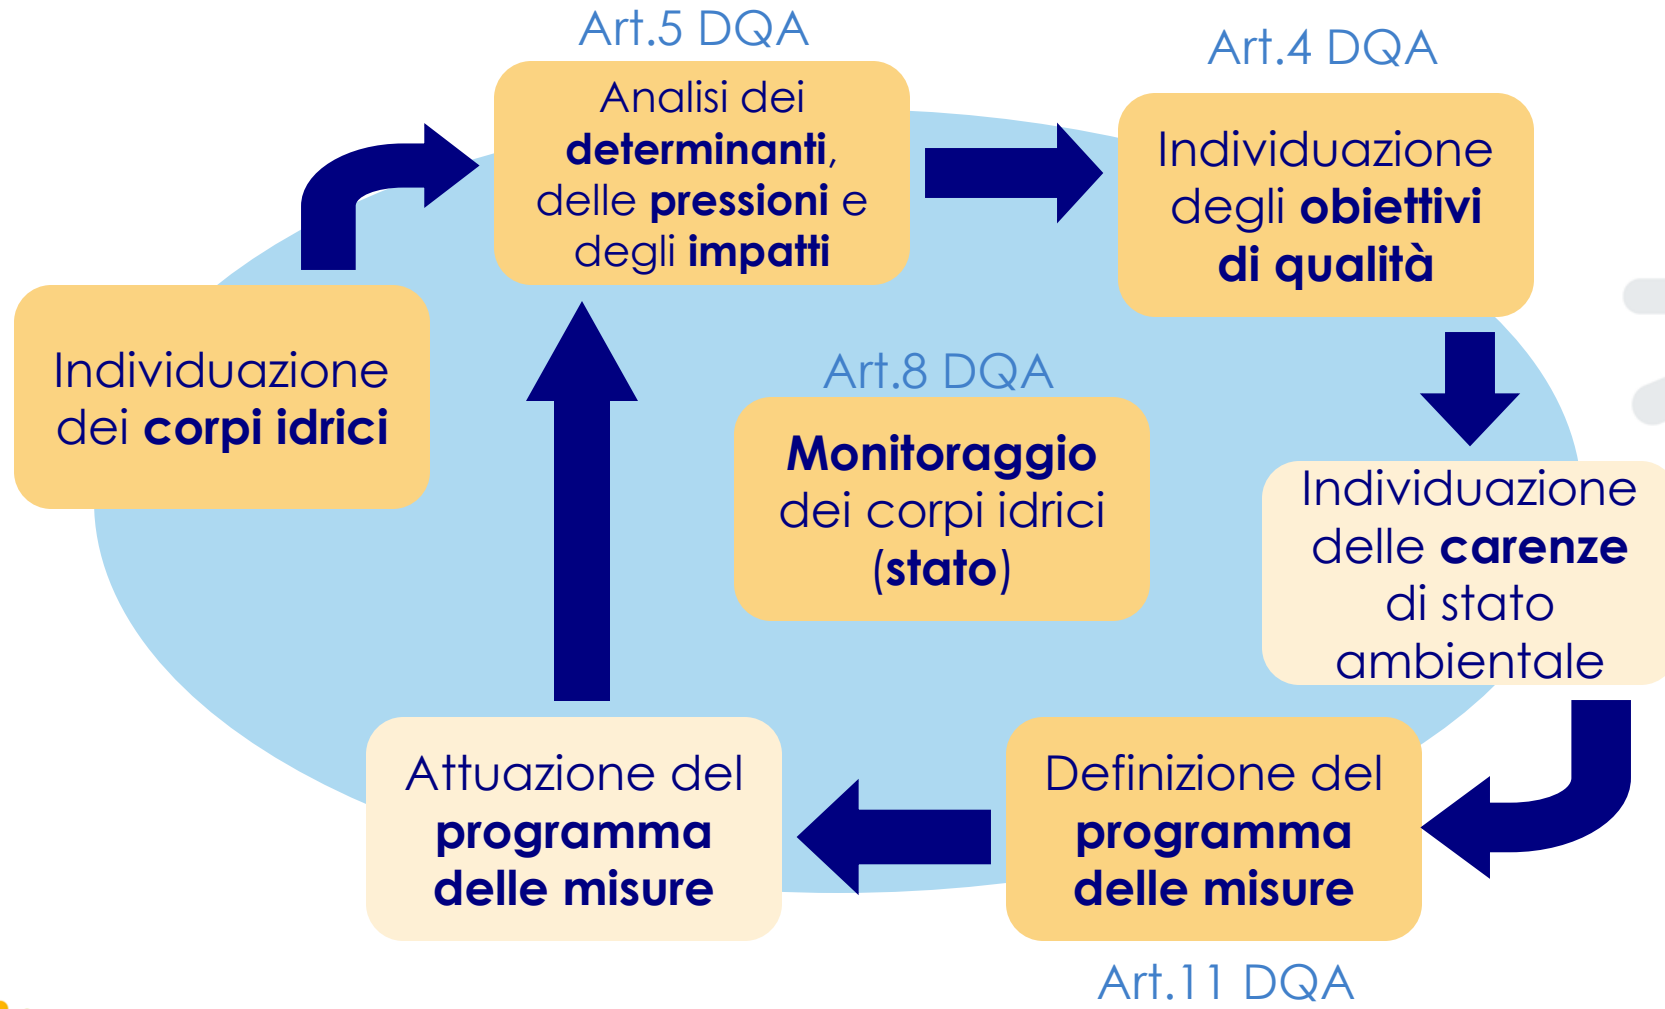 Art.5 DQA
Analisi dei
determinanti,
delle pressioni e
degli impatti
Art.4 DQA
Individuazione
degli obiettivi
di qualità
Individuazione
dei corpi idrici
Art.8 DQA
Monitoraggio
dei corpi idrici
(stato)
Individuazione
delle carenze
di stato
ambientale
Attuazione del
programma
delle misure
Definizione del
programma
delle misure
Art.11 DQA